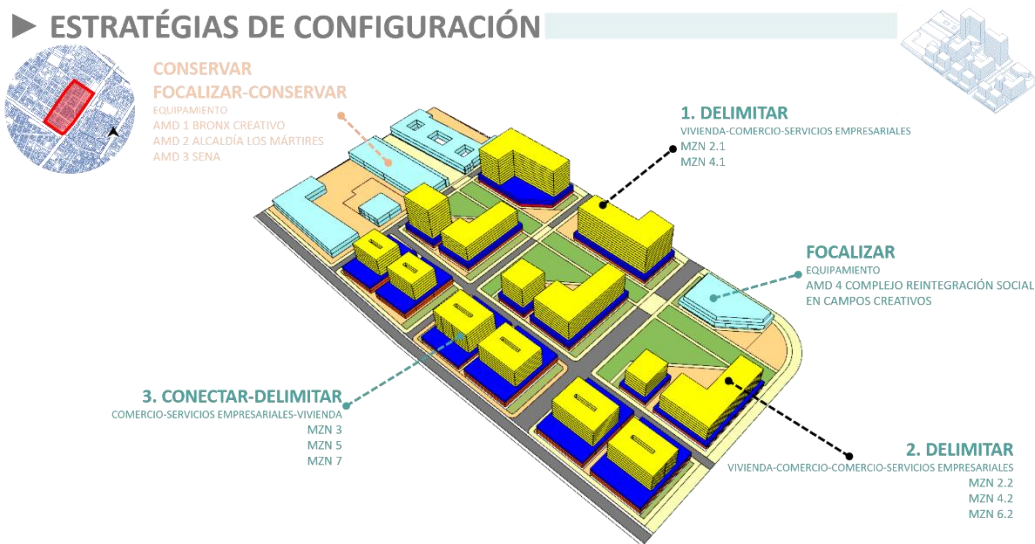 ESTRATÉGIAS DE CONFIGURACIÓN
CONSERVAR
FOCALIZAR-CONSERVAR
EQUIPAMIENTO
AMD 1 BRONX CREATIVO
AMD 2 ALCALDÍA LOS MÁRTIRES
AMD 3 SENA
1. DELIMITAR
VIVIENDA-COMERCIO-SERVICIOS EMPRESARIALES
MZN 2.1
MZN 4.1
FOCALIZAR
EQUIPAMIENTO
AMD 4 COMPLEJO REINTEGRACIÓN SOCIAL
EN CAMPOS CREATIVOS
3. CONECTAR-DELIMITAR
COMERCIO-SERVICIOS EMPRESARIALES-VIVIENDA
MZN 3
MZN 5
MZN 7
2. DELIMITAR
VIVIENDA-COMERCIO-COMERCIO-SERVICIOS EMPRESARIALES
MZN 2.2
MZN 4.2
MZN 6.2